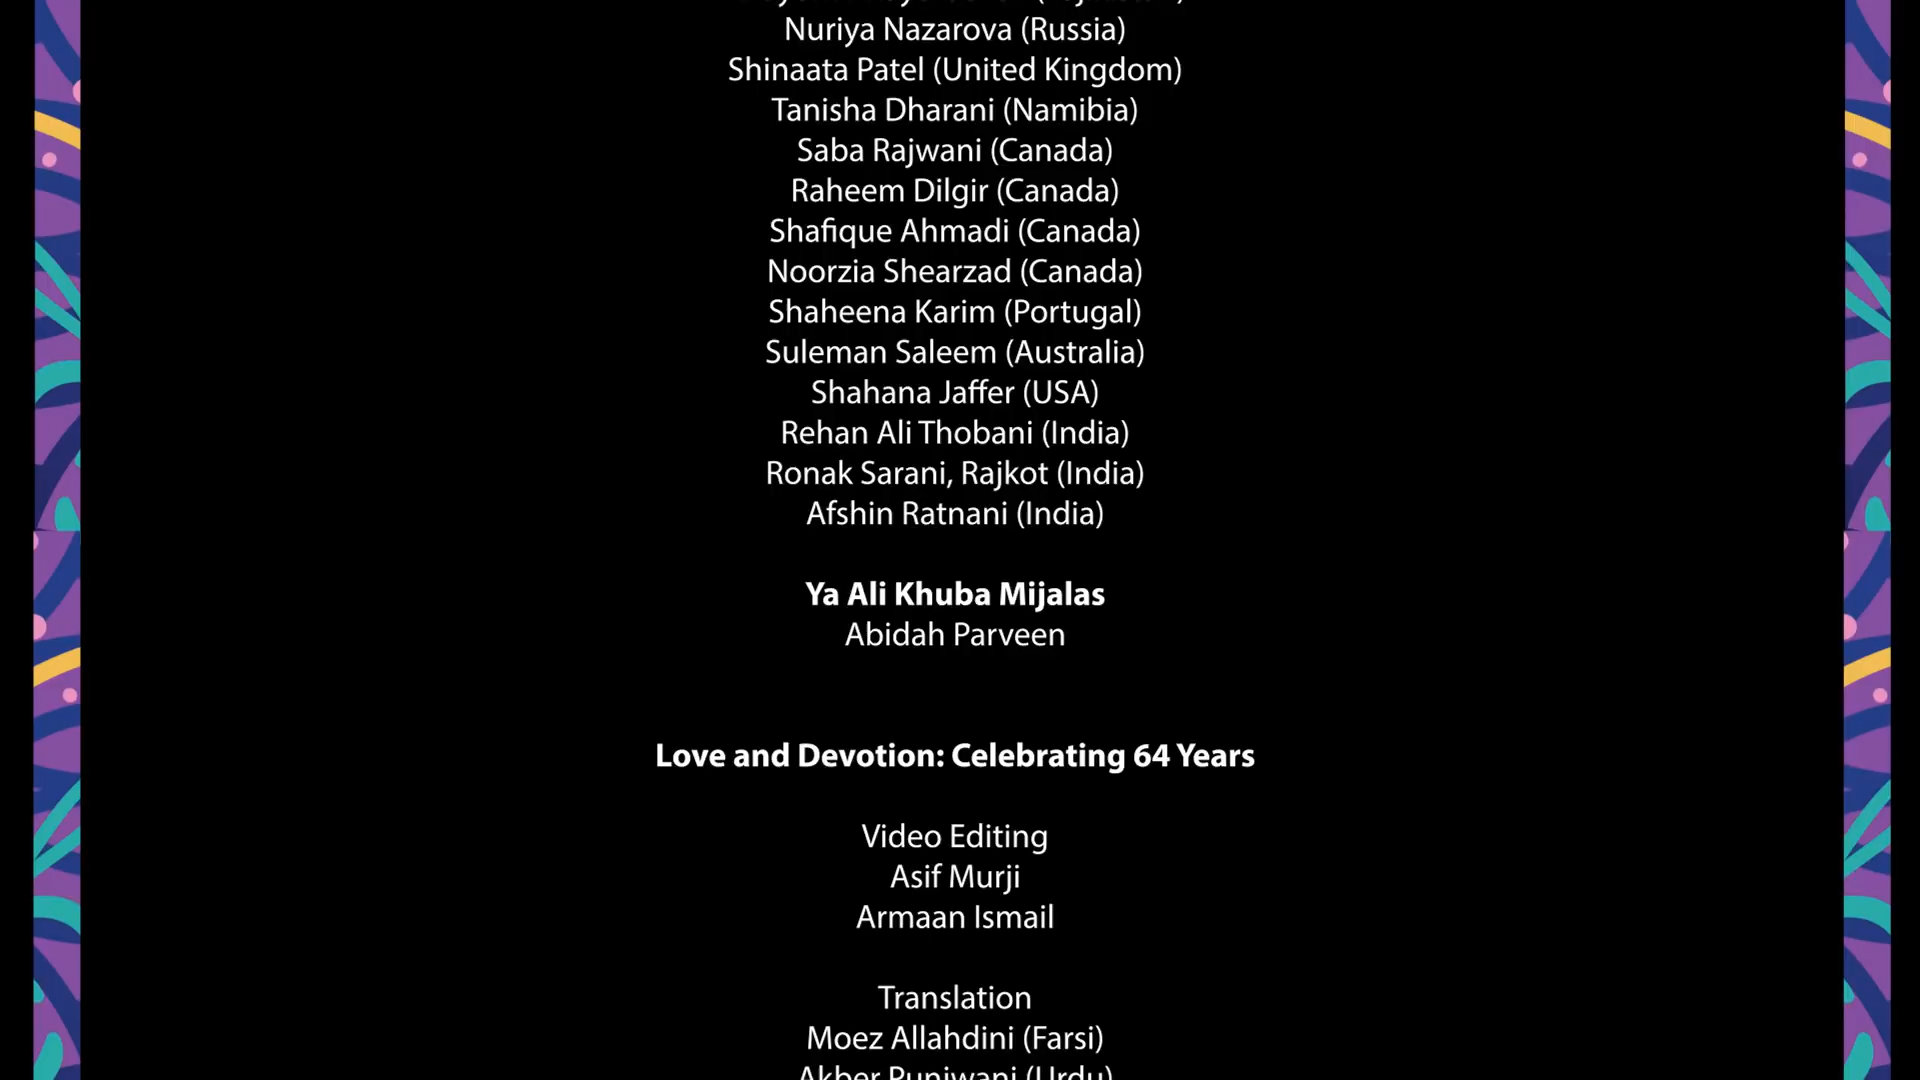 Nuriya Nazarova (Russia)
Shinaata Patel (United Kingdom)
Tanisha Dharani (Namibia)
Saba Rajwani (Canada)
Raheem Dilgir (Canada)
Shafique Ahmadi (Canada)
Noorzia Shearzad (Canada)
Shaheena Karim (Portugal)
Suleman Saleem (Australia)
Shahana Jaffer (USA)
Rehan Ali Thobani (India)
Ronak Sarani, Rajkot (India)
Afshin Ratnani (India)
Ya Ali Khuba Mijalas
Abidah Parveen
Love and Devotion: Celebrating 64 Years
Video Editing
Asif Murji
Armaan Ismail
Translation
Moez Allahdini (Farsi)
Akber Puniwani (Urdu)